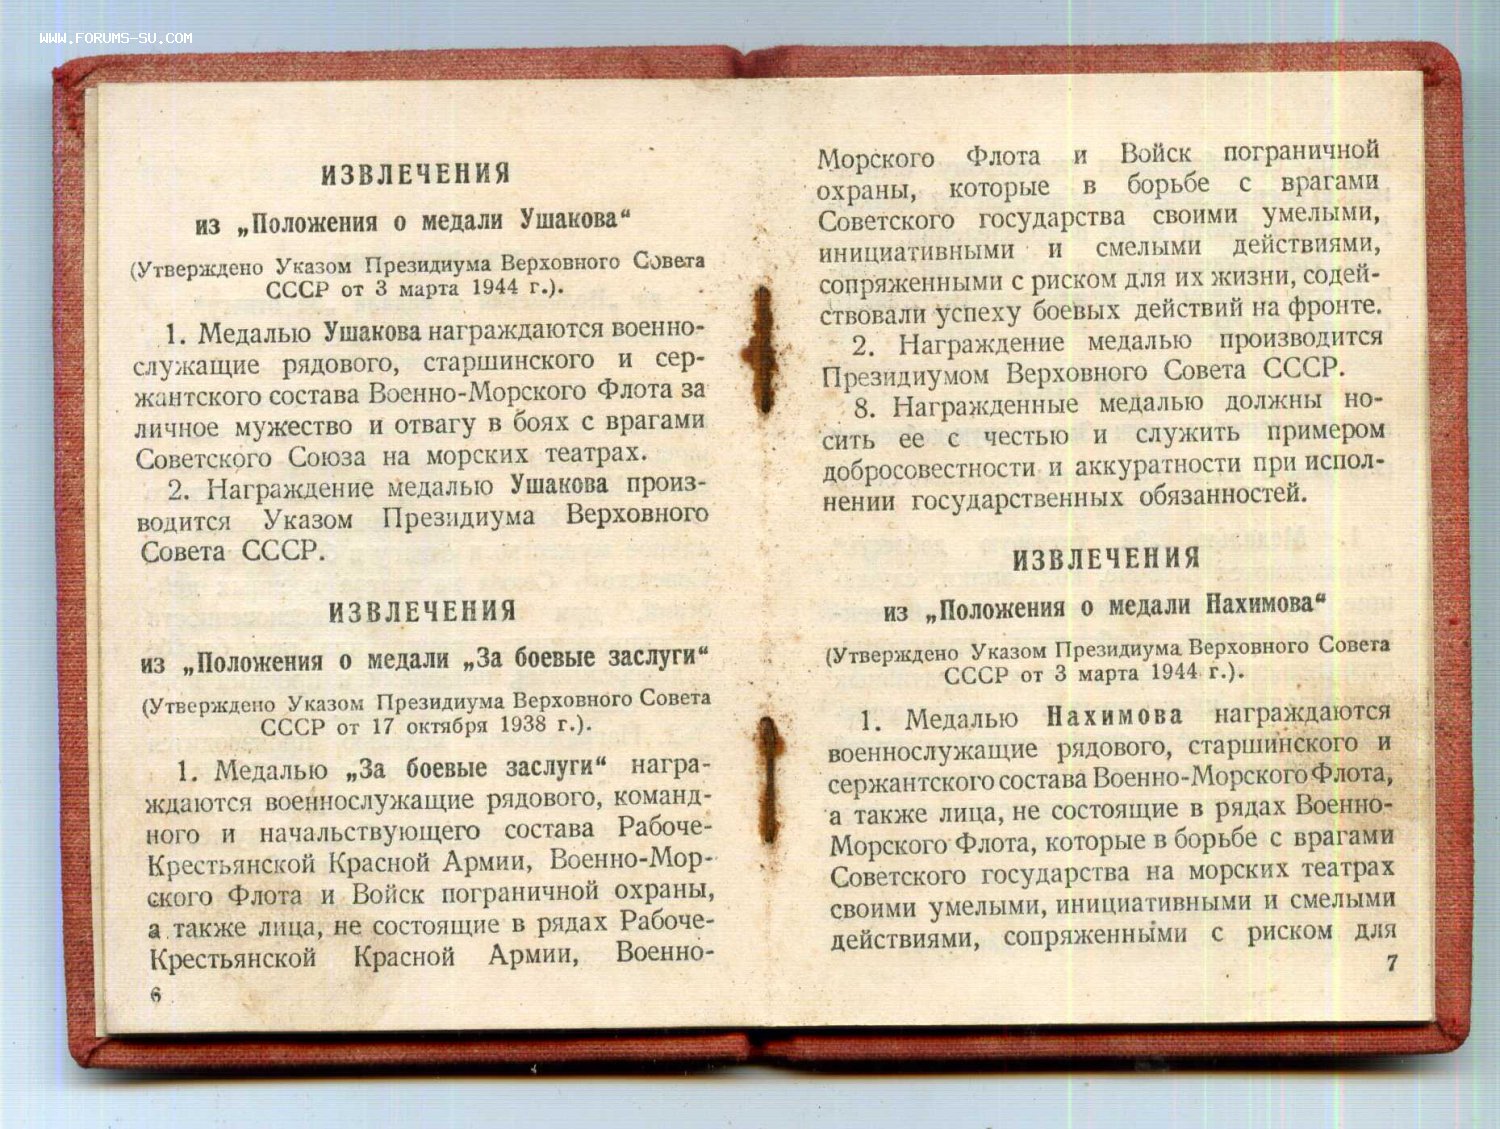 WWW.FORUMS-SU.COM
ИЗВЛЕЧЕНИЯ
из „Положения о медали Ушакова“
(Утверждено Указом Президиума Верховного Совета
СССР от 3 марта 1944 г.).
1. Медалью Ушакова награждаются военно-
служащие рядового, старшинского и сер-
жантского состава Военно-Морского Флота за
личное мужество и отвагу в боях с врагами
Советского Союза на морских театрах.
2. Награждение медалью Ушакова произ-
водится Указом Президиума Верховного
Совета СССР.
ИЗВЛЕЧЕНИЯ
из „Положения о медали „За боевые заслуги“
(Утверждено Указом Президиума Верховного Совета
СССР от 17 октября 1938 г.).
1. Медалью „За боевые заслуги“ награ-
ждаются военнослужащие рядового, команд-
ного и начальствующего состава Рабоче-
Крестьянской Красной Армии, Военно-Мор-
ского Флота и Войск пограничной охраны,
а также лица, не состоящие в рядах Рабоче-
Крестьянской Красной Армии, Военно-
6
Морского Флота и Войск пограничной
охраны, которые в борьбе с врагами
Советского государства своими умелыми,
инициативными и смелыми действиями,
сопряженными с риском для их жизни, содей-
ствовали успеху боевых действий на фронте.
2. Награждение медалью производится
Президиумом Верховного Совета СССР.
8. Награжденные медалью должны но-
сить ее с честью и служить примером
добросовестности и аккуратности при испол-
нении государственных обязанностей.
ИЗВЛЕЧЕНИЯ
из „Положения о медали Нахимова“
(Утверждено Указом Президиума Верховного Совета
СССР от 3 марта 1944 г.).
1. Медалью Нахимова награждаются
военнослужащие рядового, старшинского и
сержантского состава Военно-Морского Флота,
а также лица, не состоящие в рядах Военно-
Морского Флота, которые в борьбе с врагами
Советского государства на морских театрах
своими умелыми, инициативными и смелыми
действиями, сопряженными с риском для
7